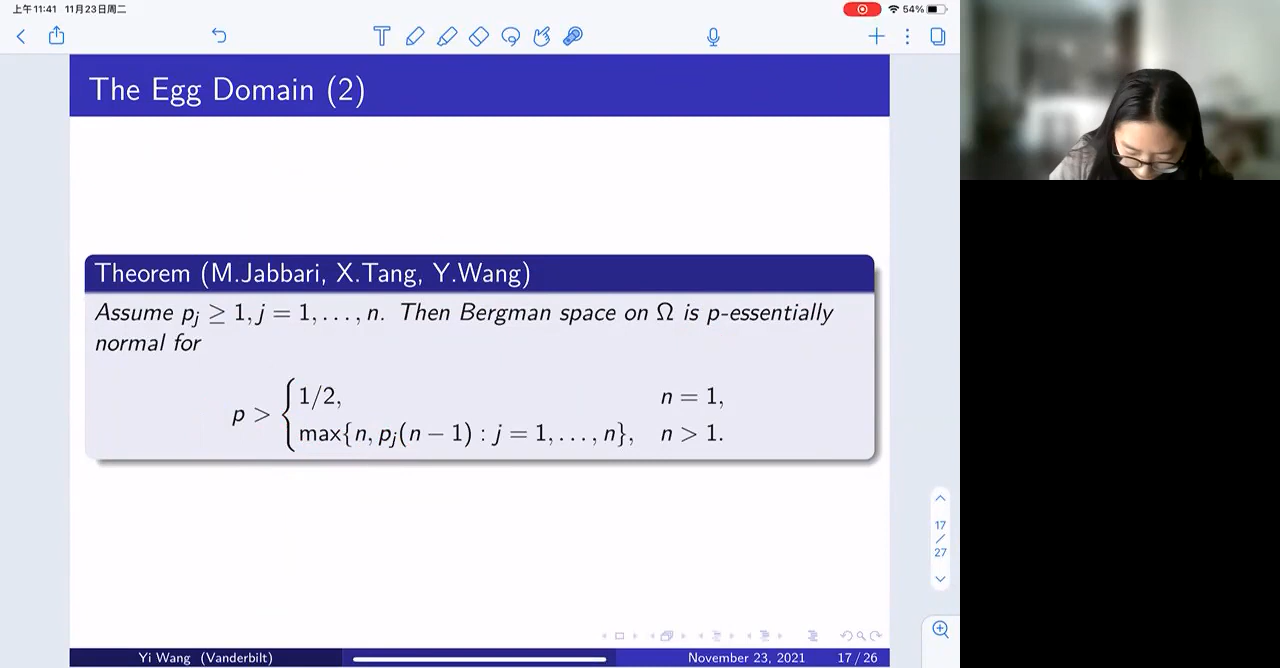 上午11:41 11月23日周二
54%
The Egg Domain (2)
Theorem (M.Jabbari, X.Tang, Y.Wang)
Assume p_j ≥ 1, j = 1, . . . , n. Then Bergman space on Ω is p-essentially
normal for
p > { 1/2, n = 1,
max{n, p_j(n − 1) : j = 1, . . . , n}, n > 1.
17
/
27
Yi Wang (Vanderbilt) November 23, 2021 17 / 26